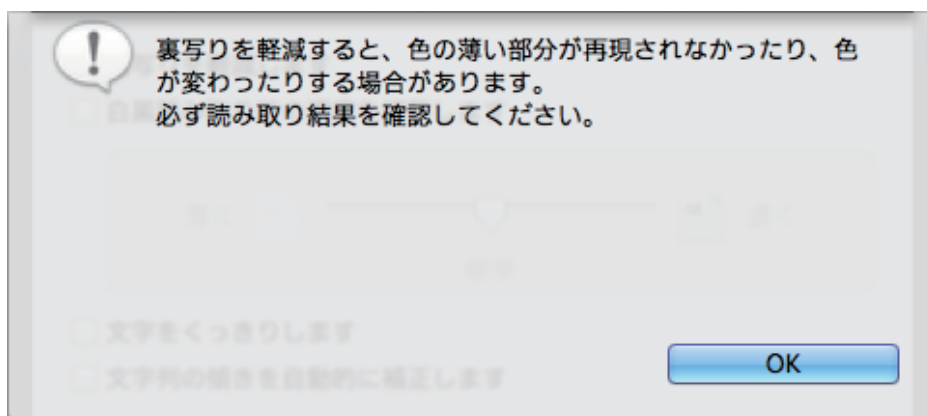 裏写りを軽減すると、色の薄い部分が再現されなかったり、色
が変わったりする場合があります。
必ず読み取り結果を確認してください。
文字をくっきりします
文字列の傾きを自動的に補正します
OK